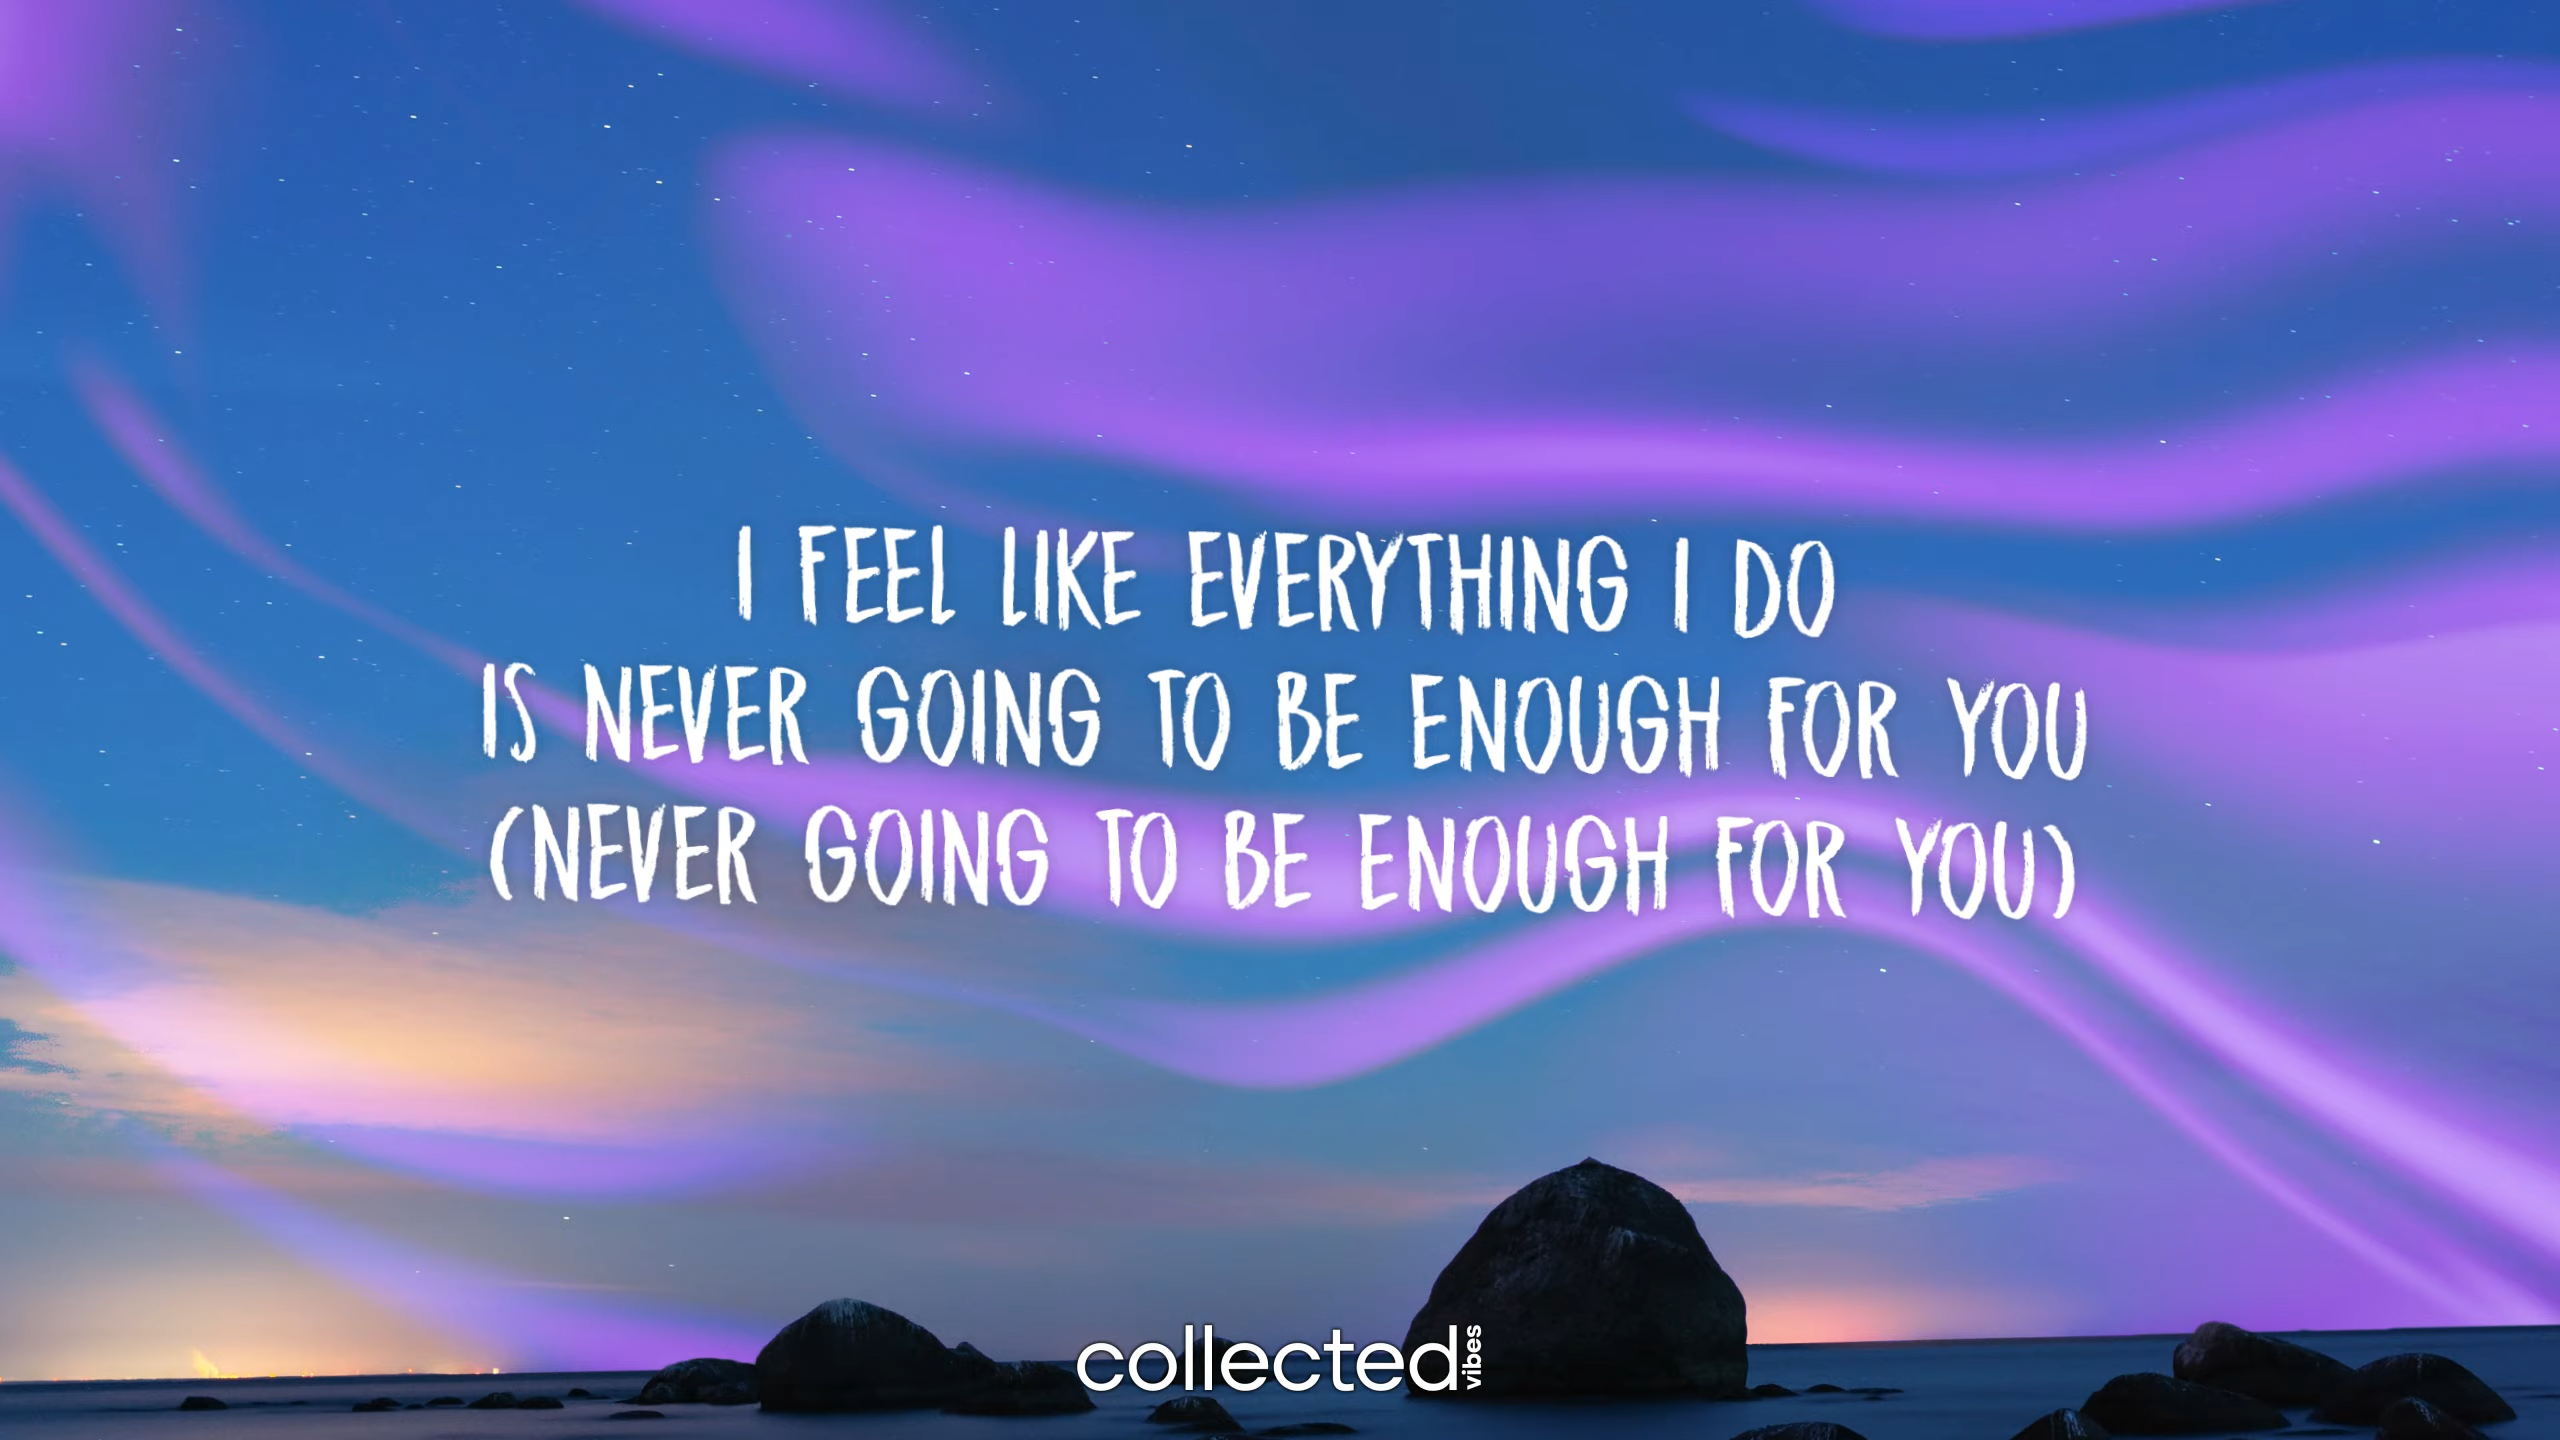 I FEEL LIKE EVERYTHING I DO
IS NEVER GOING TO BE ENOUGH FOR YOU
(NEVER GOING TO BE ENOUGH FOR YOU)
collected vibes